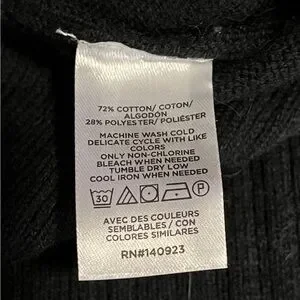 72% COTTON/ COTON/
ALGODÓN
28% POLYESTER/ POLIÉSTER
MACHINE WASH COLD
DELICATE CYCLE WITH LIKE
COLORS
ONLY NON-CHLORINE
BLEACH WHEN NEEDED
TUMBLE DRY LOW
COOL IRON WHEN NEEDED
30 P
AVEC DES COULEURS
SEMBLABLES / CON
COLORES SIMILARES
RN#140923